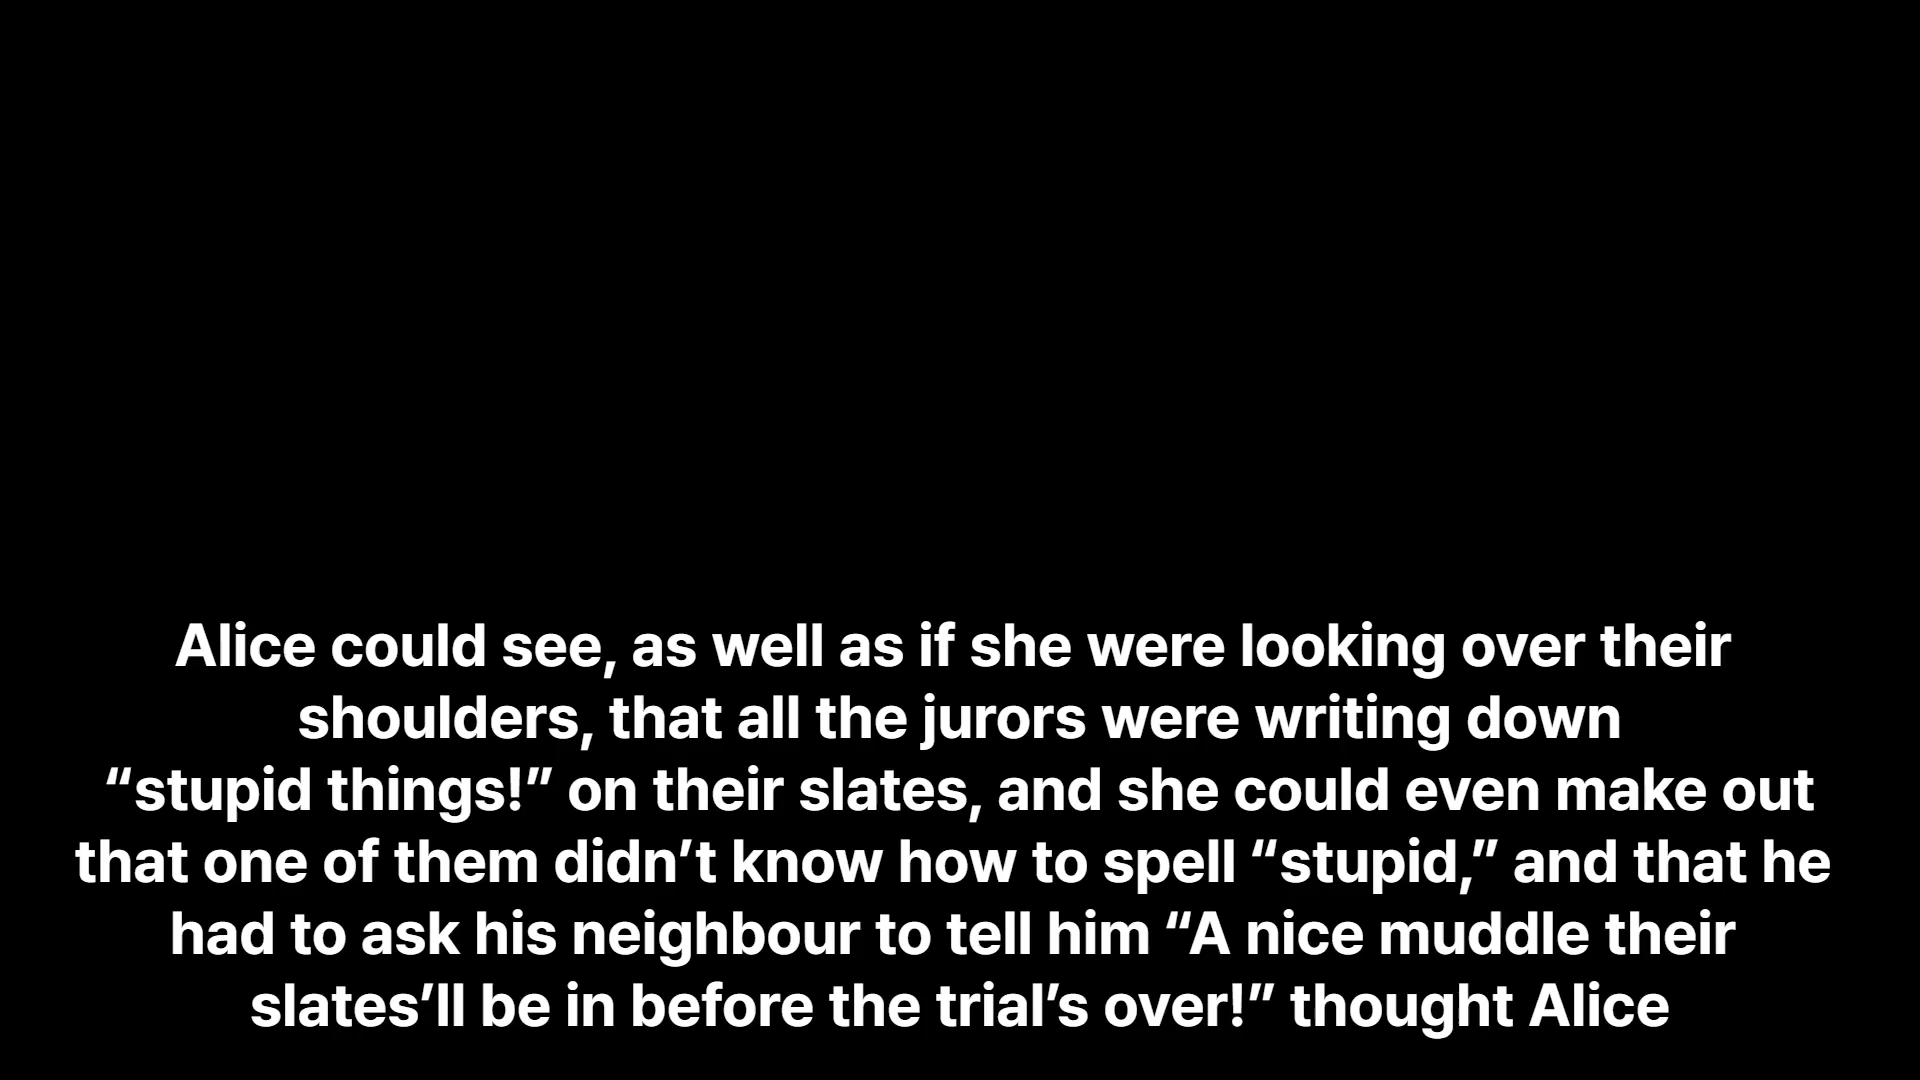 Alice could see, as well as if she were looking over their
shoulders, that all the jurors were writing down
“stupid things!” on their slates, and she could even make out
that one of them didn’t know how to spell “stupid,” and that he
had to ask his neighbour to tell him “A nice muddle their
slates’ll be in before the trial’s over!” thought Alice